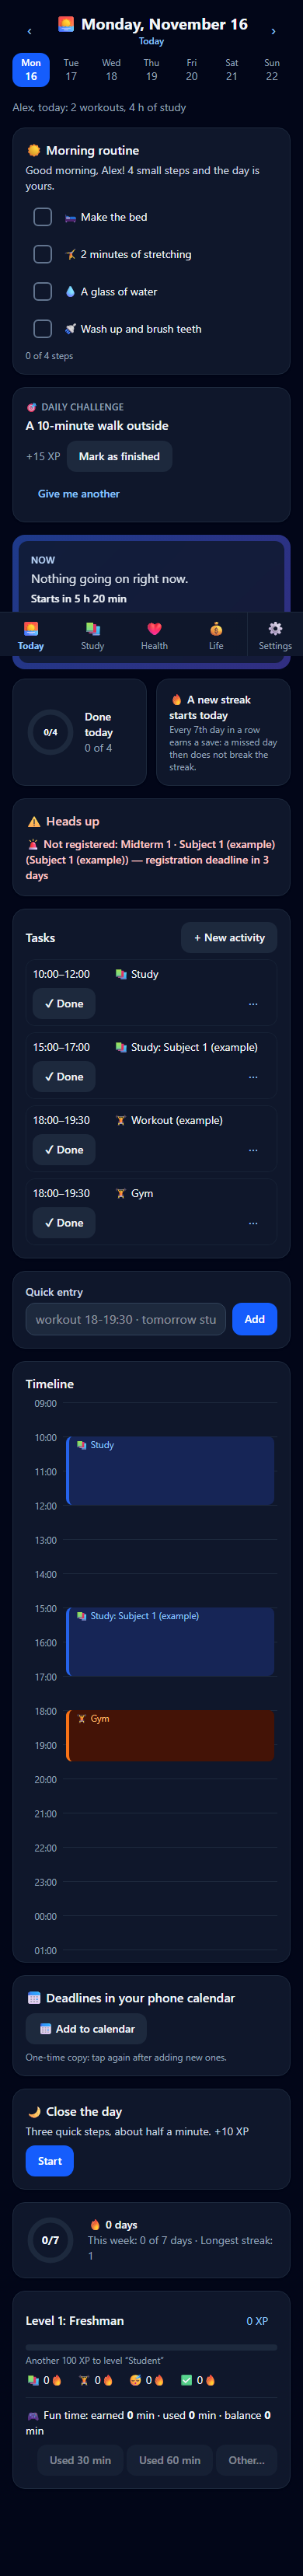 ‹ 🌅 Monday, November 16 ›
Today
Mon Tue Wed Thu Fri Sat Sun
16 17 18 19 20 21 22
Alex, today: 2 workouts, 4 h of study
🌞 Morning routine
Good morning, Alex! 4 small steps and the day is
yours.
🛏️ Make the bed
🤸 2 minutes of stretching
💧 A glass of water
🚿 Wash up and brush teeth
0 of 4 steps
🎯 DAILY CHALLENGE
A 10-minute walk outside
+15 XP Mark as finished
Give me another
NOW
Nothing going on right now.
Starts in 5 h 20 min
Today Study Health Life Settings
0/4
Done
today
0 of 4
🔥 A new streak
starts today
Every 7th day in a row
earns a save: a missed day
then does not break the
streak.
⚠️ Heads up
🚨 Not registered: Midterm 1 · Subject 1 (example)
(Subject 1 (example)) — registration deadline in 3
days
Tasks + New activity
10:00–12:00 📚 Study
✓ Done ...
15:00–17:00 📚 Study: Subject 1 (example)
✓ Done ...
18:00–19:30 🏋️ Workout (example)
✓ Done ...
18:00–19:30 🏋️ Gym
✓ Done ...
Quick entry
workout 18-19:30 · tomorrow stu Add
Timeline
09:00
10:00 📚 Study
11:00
12:00
13:00
14:00
15:00 📚 Study: Subject 1 (example)
16:00
17:00
18:00 🏋️ Gym
19:00
20:00
21:00
22:00
23:00
00:00
01:00
🗓️ Deadlines in your phone calendar
🗓️ Add to calendar
One-time copy: tap again after adding new ones.
🌙 Close the day
Three quick steps, about half a minute. +10 XP
Start
0/7
🔥 0 days
This week: 0 of 7 days · Longest streak:
1
Level 1: Freshman 0 XP
Another 100 XP to level “Student”
📚 0🔥 🏋️ 0🔥 😴 0🔥 ✅ 0🔥
🎮 Fun time: earned 0 min · used 0 min · balance 0
min
Used 30 min Used 60 min Other...